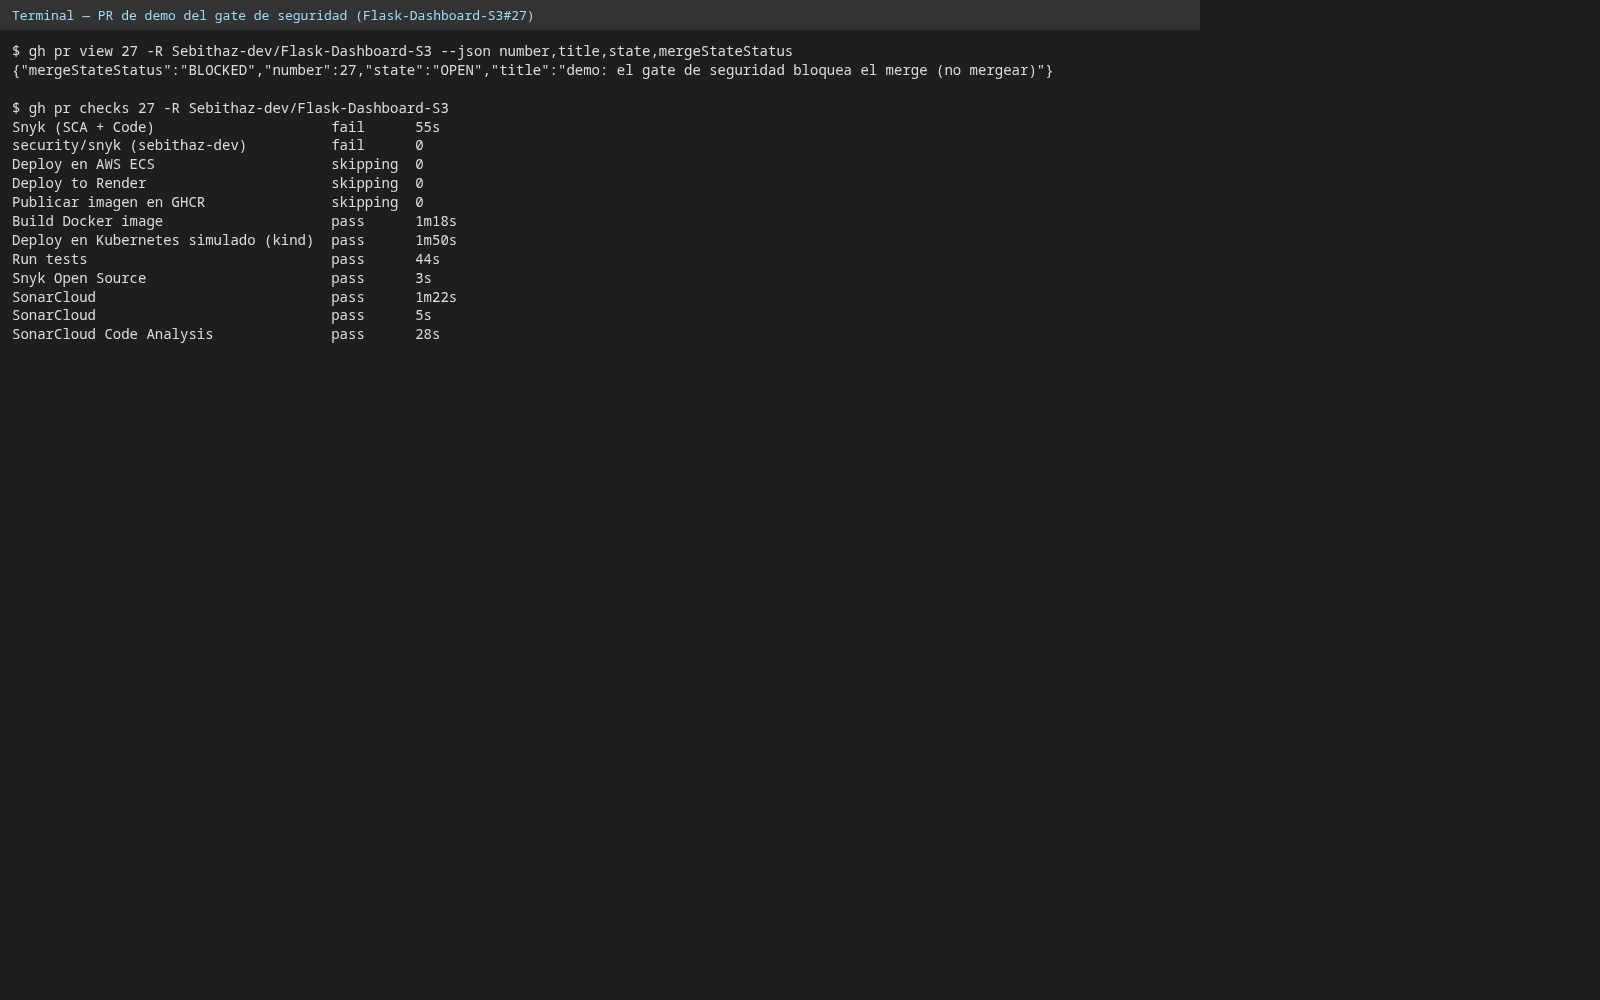 Terminal — PR de demo del gate de seguridad (Flask-Dashboard-S3#27)
$ gh pr view 27 -R Sebithaz-dev/Flask-Dashboard-S3 --json number,title,state,mergeStateStatus
{"mergeStateStatus":"BLOCKED","number":27,"state":"OPEN","title":"demo: el gate de seguridad bloquea el merge (no mergear)"}
$ gh pr checks 27 -R Sebithaz-dev/Flask-Dashboard-S3
Snyk (SCA + Code) fail 55s
security/snyk (sebithaz-dev) fail 0
Deploy en AWS ECS skipping 0
Deploy to Render skipping 0
Publicar imagen en GHCR skipping 0
Build Docker image pass 1m18s
Deploy en Kubernetes simulado (kind) pass 1m50s
Run tests pass 44s
Snyk Open Source pass 3s
SonarCloud pass 1m22s
SonarCloud pass 5s
SonarCloud Code Analysis pass 28s